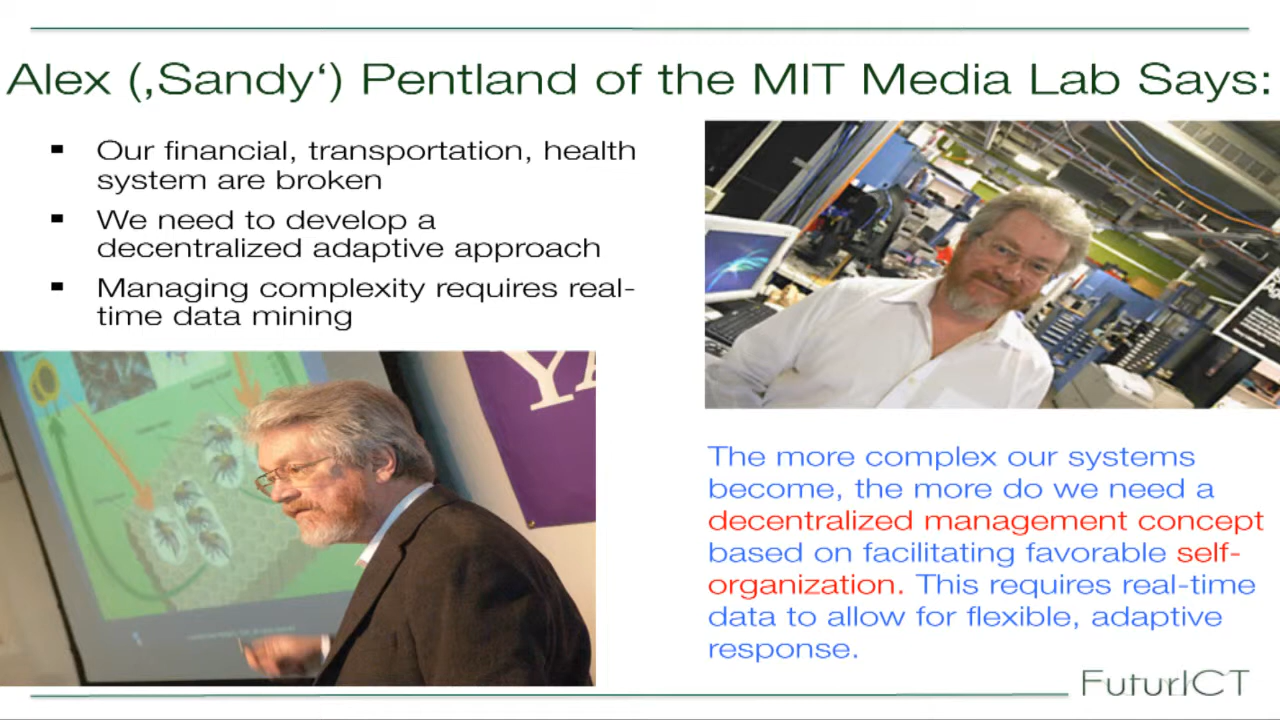 Alex (‚Sandy‘) Pentland of the MIT Media Lab Says:
Our financial, transportation, health
system are broken
We need to develop a
decentralized adaptive approach
Managing complexity requires real-
time data mining
YA
The more complex our systems
become, the more do we need a
decentralized management concept
based on facilitating favorable self-
organization. This requires real-time
data to allow for flexible, adaptive
response.
FuturICT